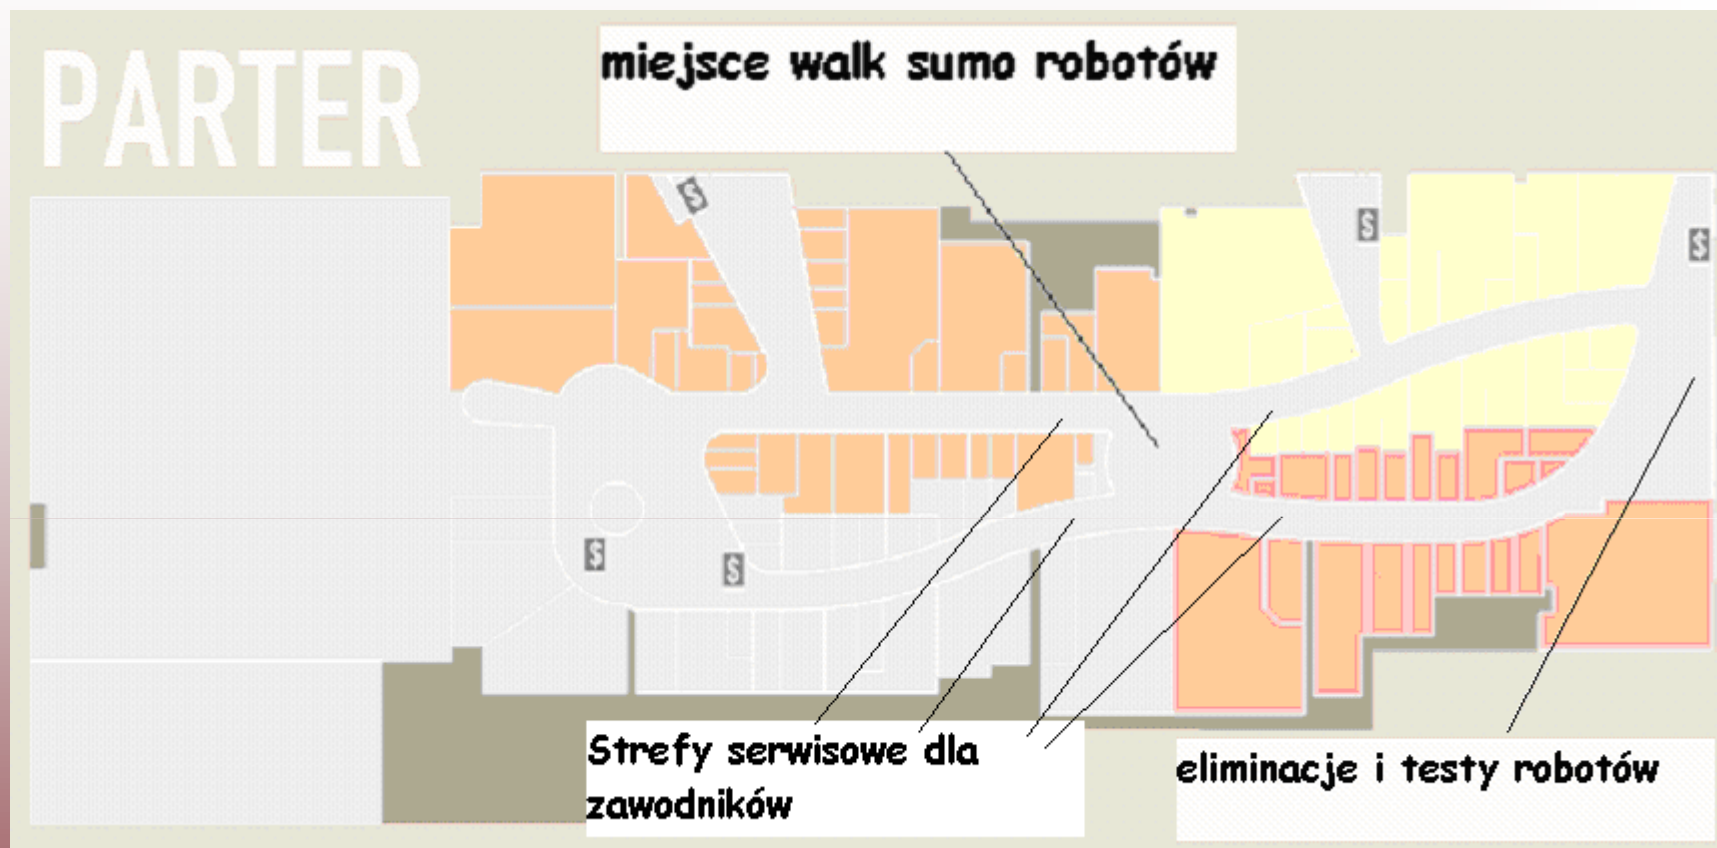 PARTER
miejsce walk sumo robotów
$
$
$
$
$
Strefy serwisowe dla
zawodników
eliminacje i testy robotów